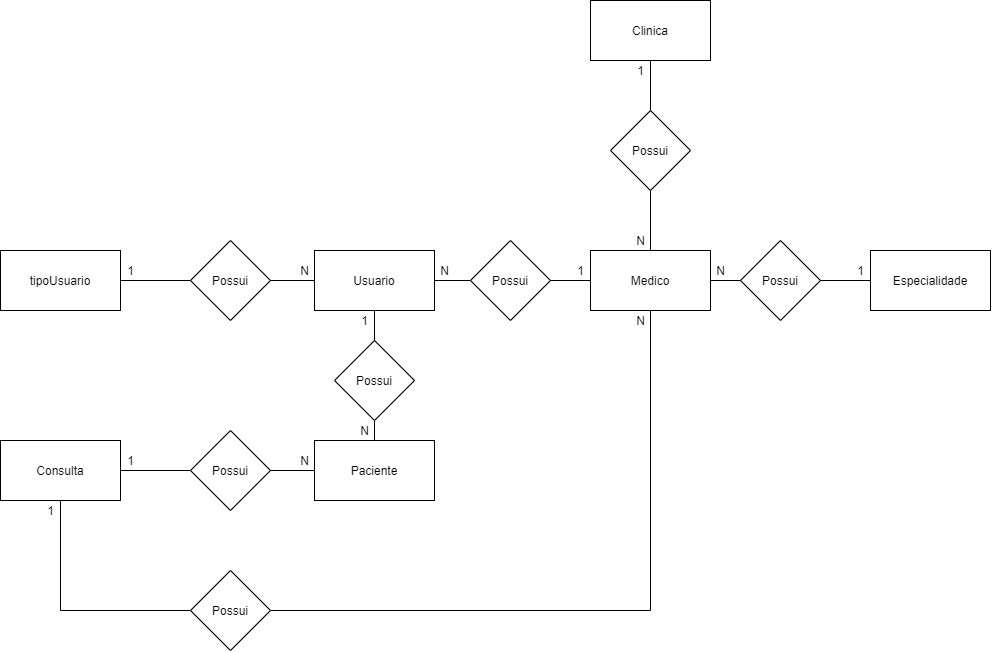 Clinica
1
Possui
N
tipoUsuario
1
Possui
N
Usuario
N
Possui
1
Medico
N
Possui
1
Especialidade
1
N
Possui
N
Consulta
1
Possui
N
Paciente
1
Possui